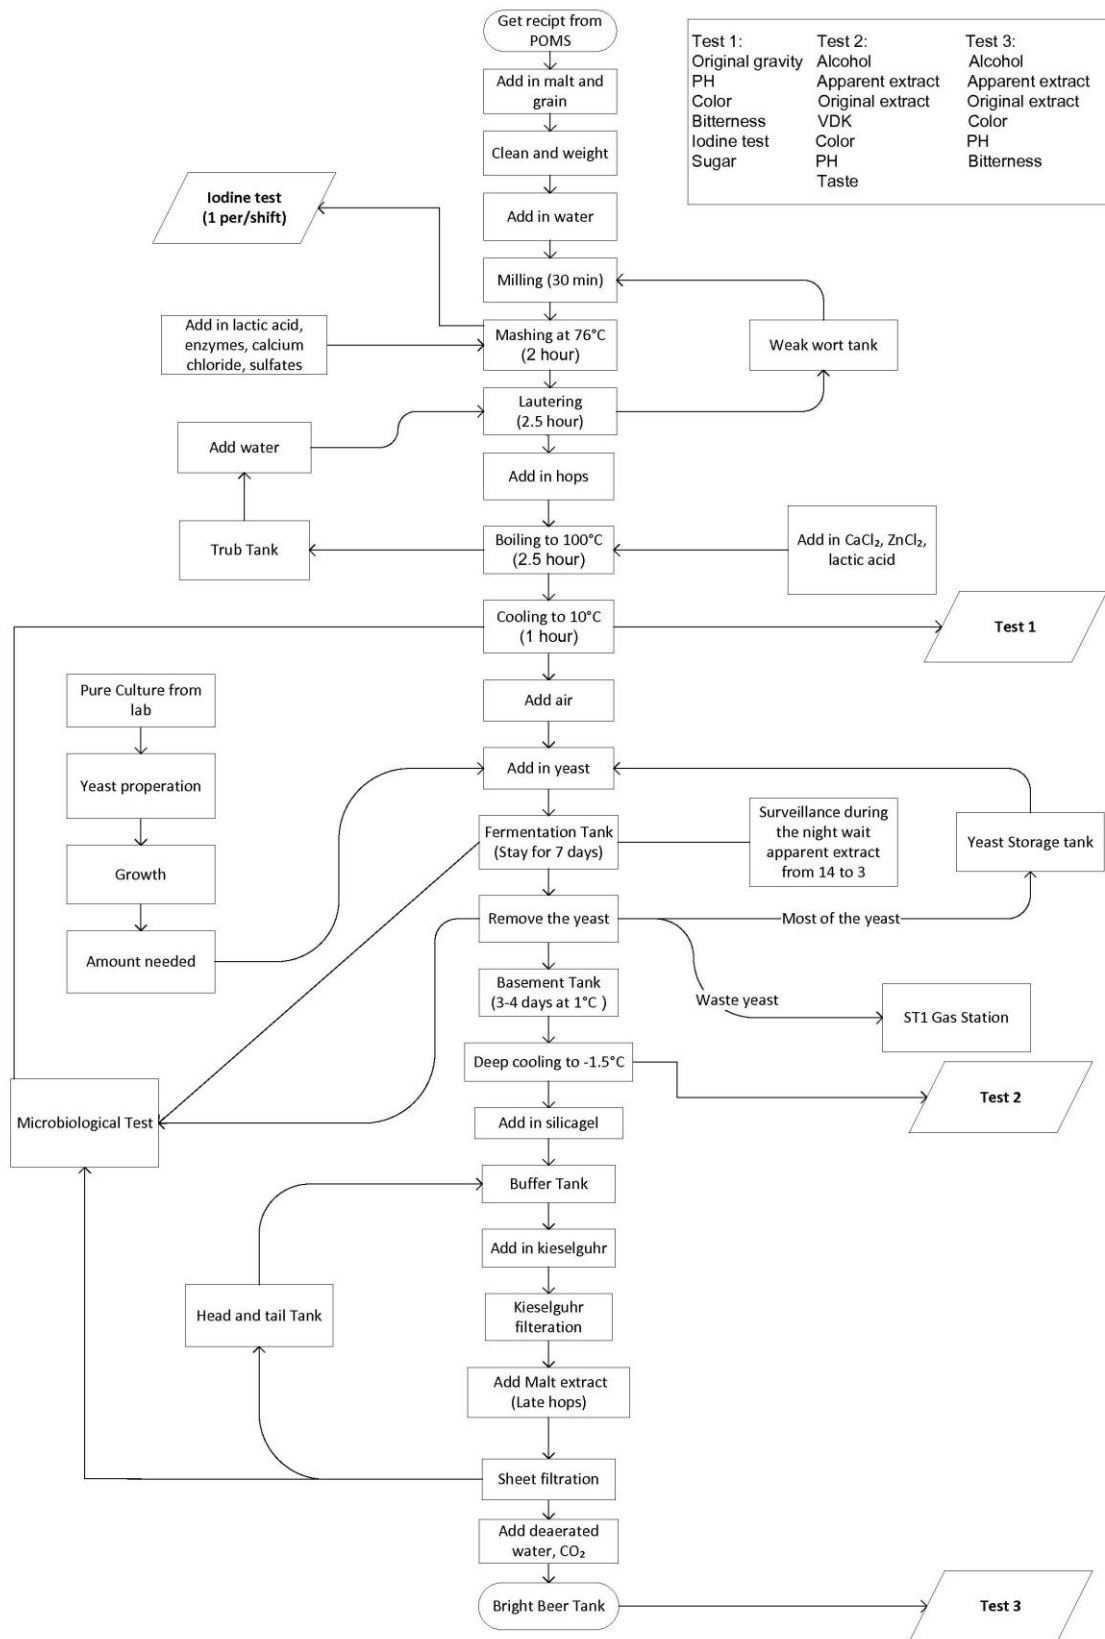 Get recipt from
POMS
Test 1:
Original gravity
PH
Color
Bitterness
Iodine test
Sugar
Test 2:
Alcohol
Apparent extract
Original extract
VDK
Color
PH
Taste
Test 3:
Alcohol
Apparent extract
Original extract
Color
PH
Bitterness
Add in malt and
grain
Clean and weight
Iodine test
(1 per/shift)
Add in water
Milling (30 min)
Add in lactic acid,
enzymes, calcium
chloride, sulfates
Mashing at 76°C
(2 hour)
Weak wort tank
Lautering
(2.5 hour)
Add water
Add in hops
Trub Tank
Boiling to 100°C
(2.5 hour)
Add in CaCl₂, ZnCl₂,
lactic acid
Cooling to 10°C
(1 hour)
Test 1
Pure Culture from
lab
Add air
Yeast properation
Add in yeast
Growth
Fermentation Tank
(Stay for 7 days)
Surveillance during
the night wait
apparent extract
from 14 to 3
Yeast Storage tank
Amount needed
Remove the yeast
Most of the yeast
Basement Tank
(3-4 days at 1°C )
Waste yeast
ST1 Gas Station
Deep cooling to -1.5°C
Test 2
Microbiological Test
Add in silicagel
Buffer Tank
Add in kieselguhr
Head and tail Tank
Kieselguhr
filteration
Add Malt extract
(Late hops)
Sheet filtration
Add deaerated
water, CO₂
Bright Beer Tank
Test 3